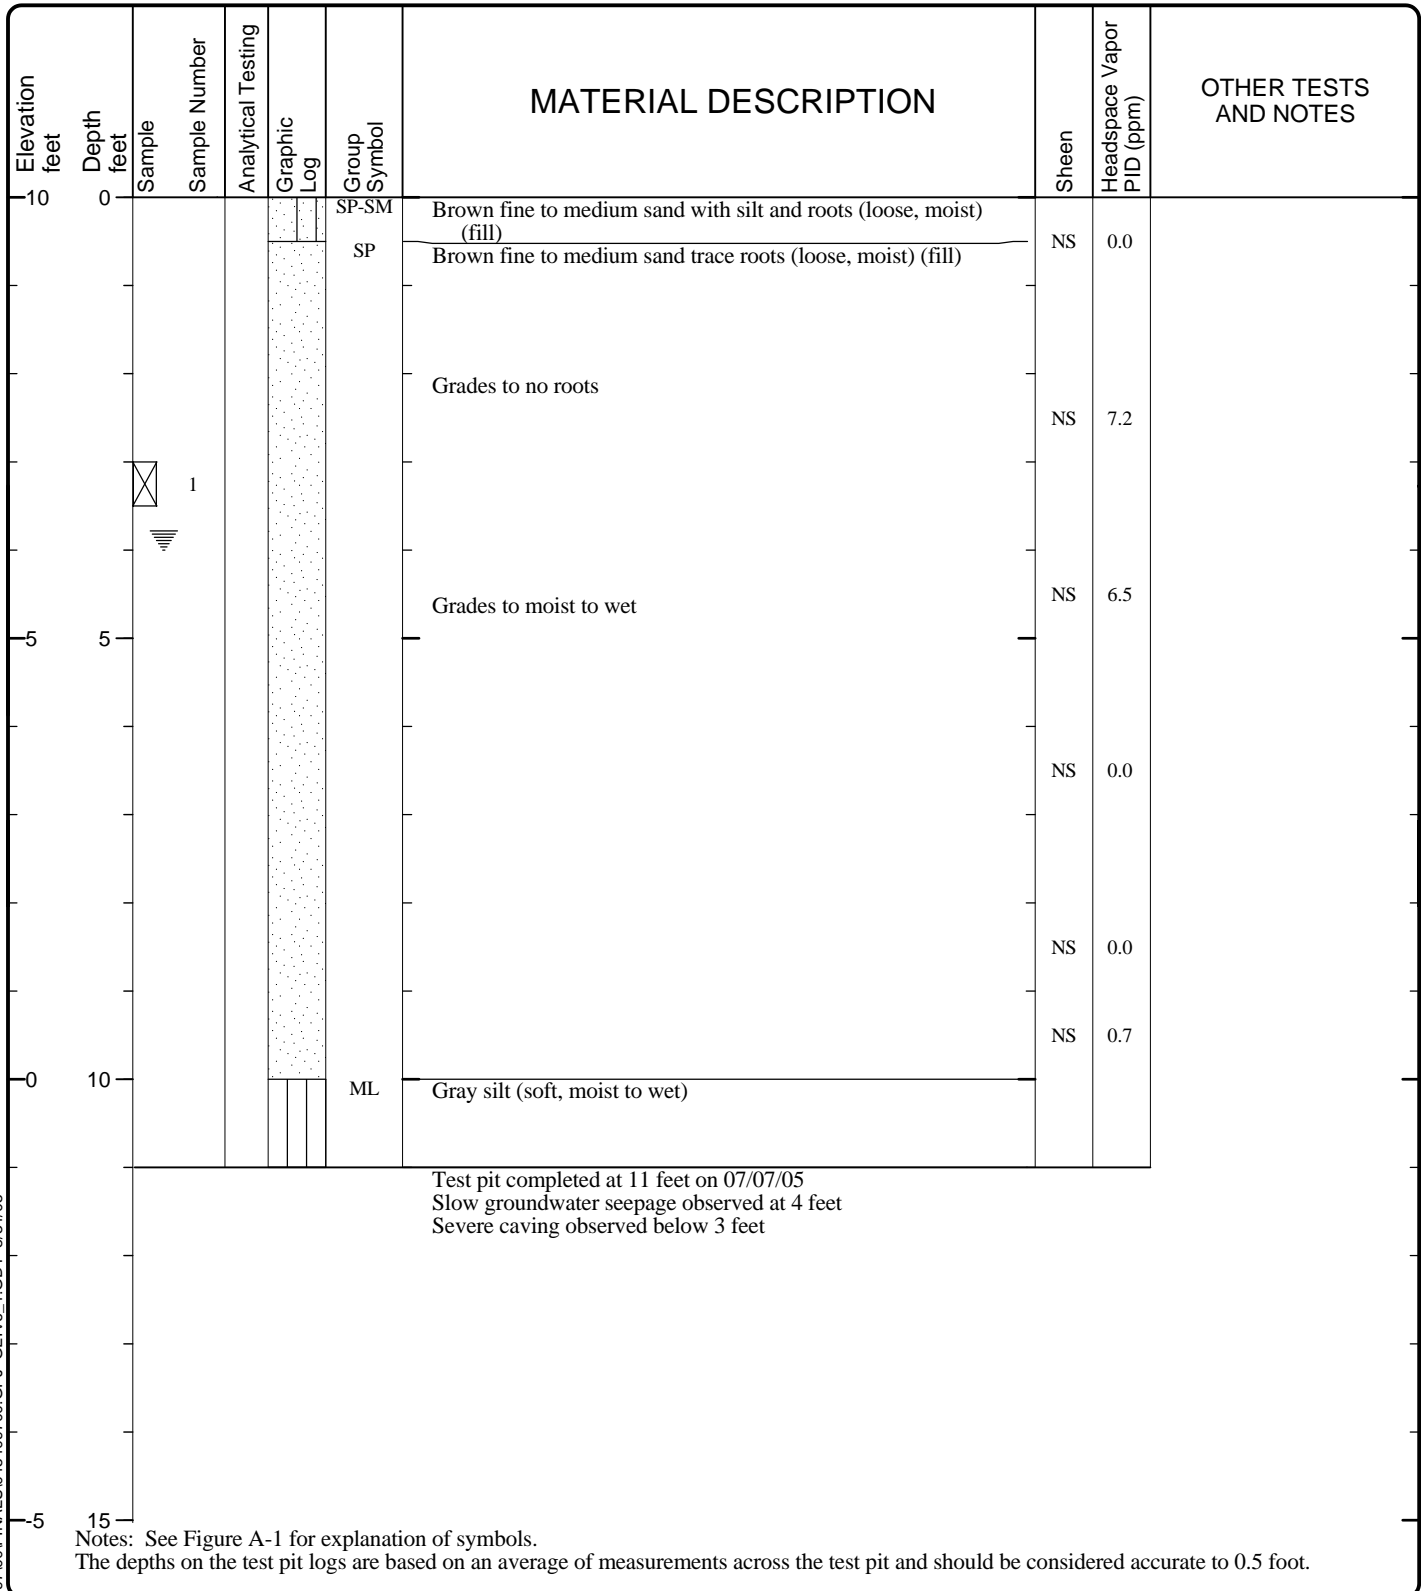 Elevation
feet
Depth
feet
Sample
Sample Number
Analytical Testing
Graphic
Log
Group
Symbol
MATERIAL DESCRIPTION
Sheen
Headspace Vapor
PID (ppm)
OTHER TESTS
AND NOTES
10 0
SP-SM Brown fine to medium sand with silt and roots (loose, moist)
(fill)
NS 0.0
SP Brown fine to medium sand trace roots (loose, moist) (fill)
Grades to no roots
NS 7.2
1
NS 6.5
Grades to moist to wet
5 5
NS 0.0
NS 0.0
NS 0.7
0 10
ML Gray silt (soft, moist to wet)
Test pit completed at 11 feet on 07/07/05
Slow groundwater seepage observed at 4 feet
Severe caving observed below 3 feet
-5 15
Notes: See Figure A-1 for explanation of symbols.
The depths on the test pit logs are based on an average of measurements across the test pit and should be considered accurate to 0.5 foot.